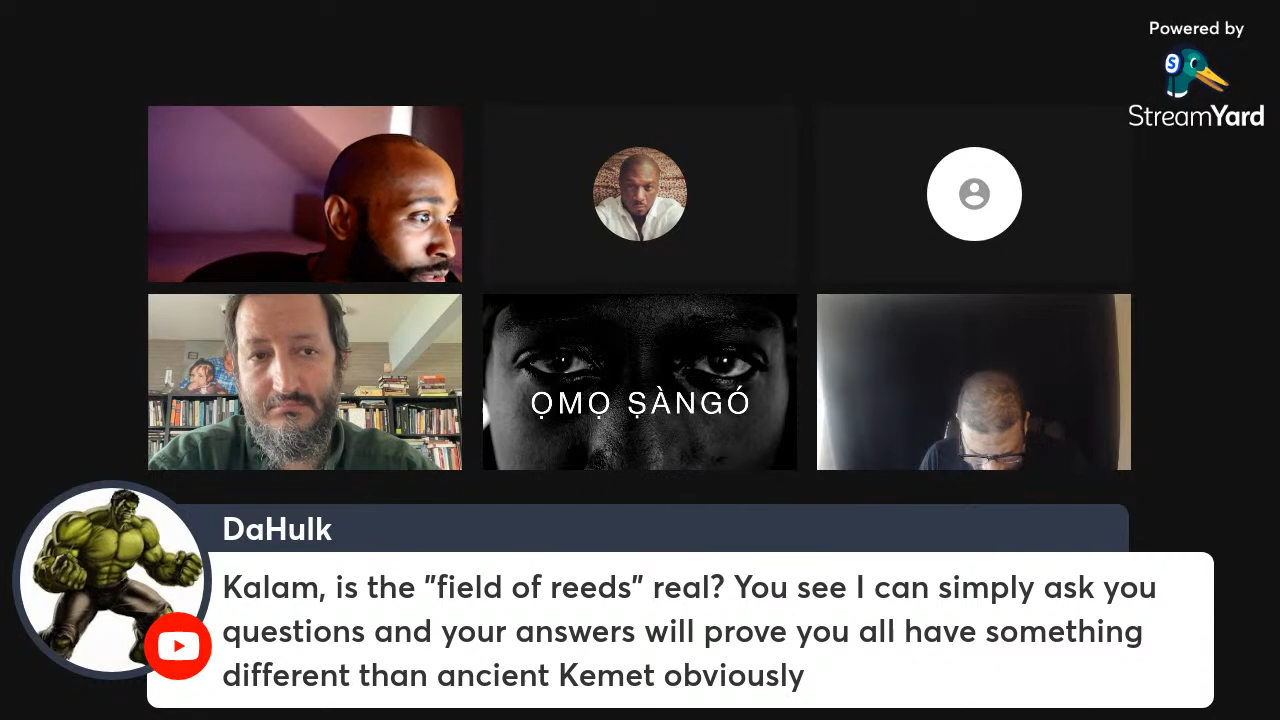 Powered by
S
StreamYard
ỌMỌ ṢÀNGÓ
DaHulk
Kalam, is the "field of reeds" real? You see I can simply ask you
questions and your answers will prove you all have something
different than ancient Kemet obviously